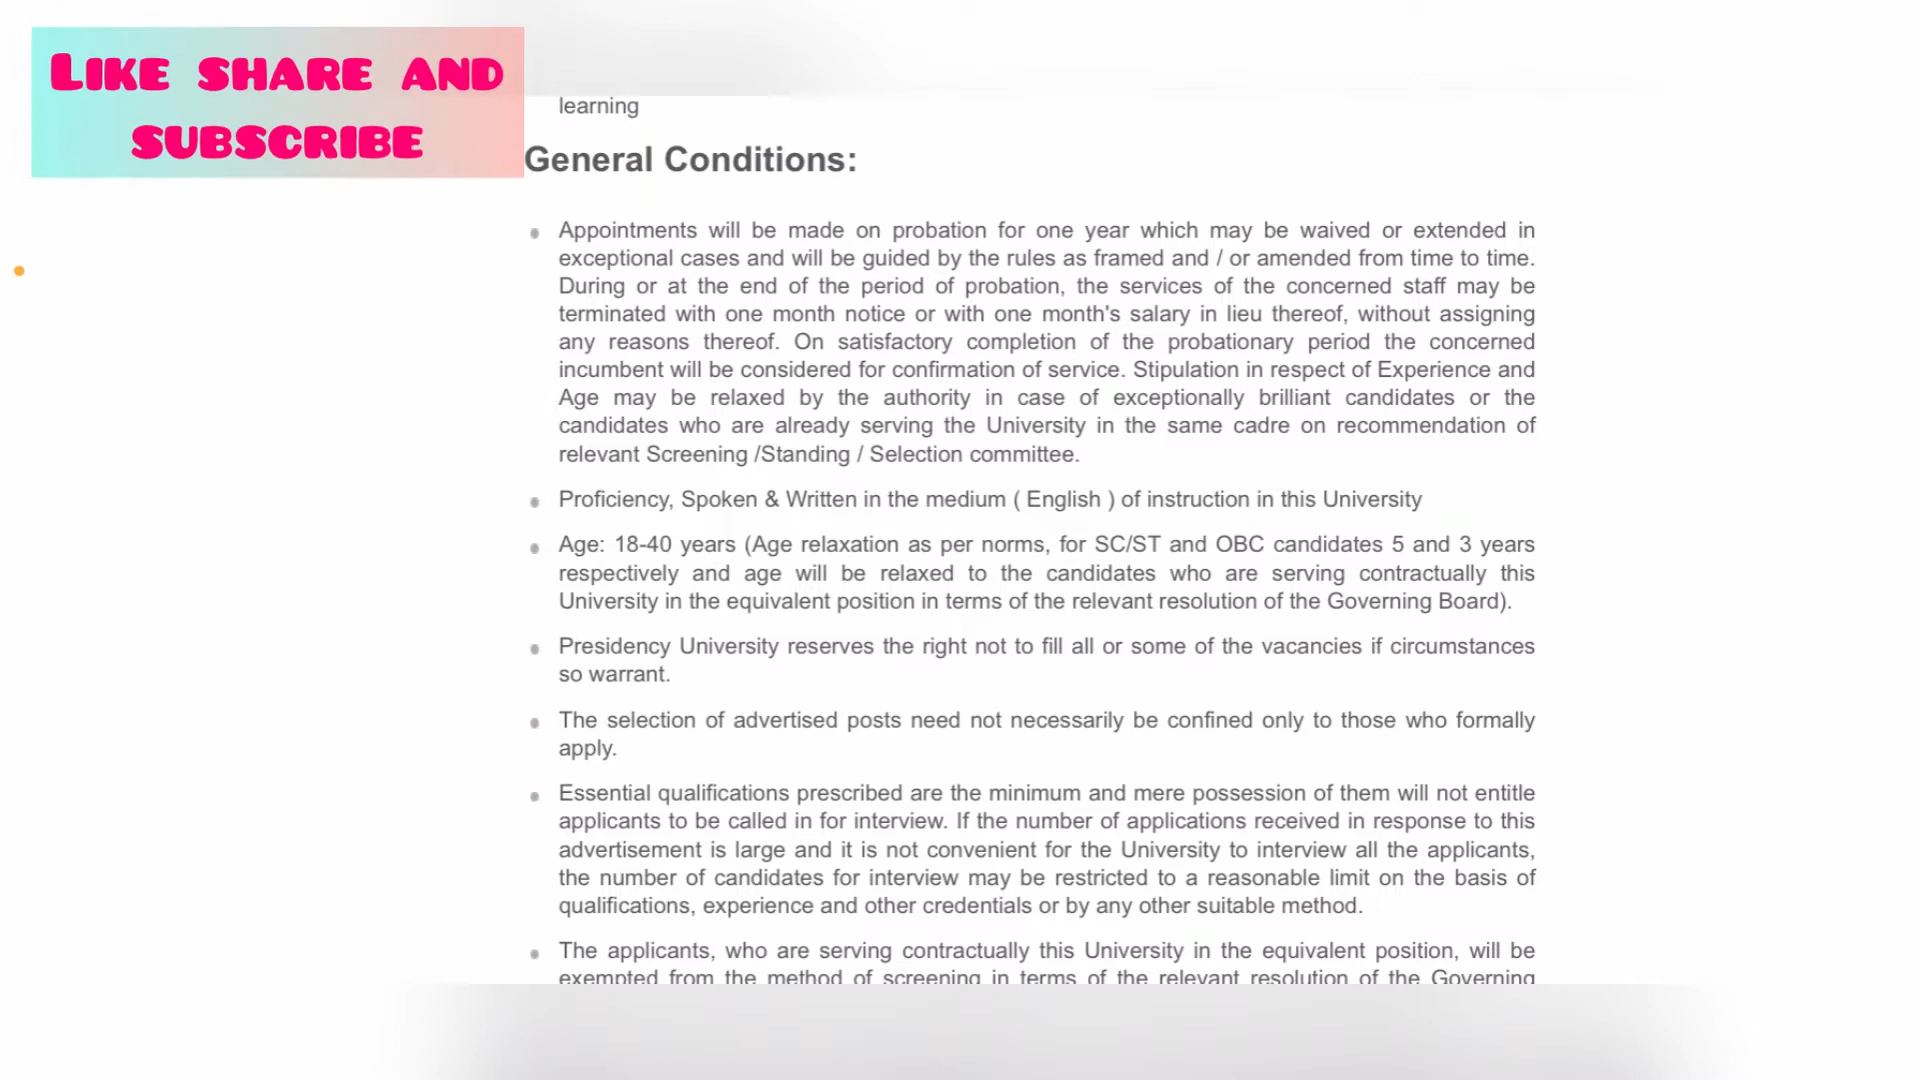 LIKE SHARE AND
SUBSCRIBE
learning
General Conditions:
Appointments will be made on probation for one year which may be waived or extended in
exceptional cases and will be guided by the rules as framed and / or amended from time to time.
During or at the end of the period of probation, the services of the concerned staff may be
terminated with one month notice or with one month's salary in lieu thereof, without assigning
any reasons thereof. On satisfactory completion of the probationary period the concerned
incumbent will be considered for confirmation of service. Stipulation in respect of Experience and
Age may be relaxed by the authority in case of exceptionally brilliant candidates or the
candidates who are already serving the University in the same cadre on recommendation of
relevant Screening /Standing / Selection committee.
Proficiency, Spoken & Written in the medium ( English ) of instruction in this University
Age: 18-40 years (Age relaxation as per norms, for SC/ST and OBC candidates 5 and 3 years
respectively and age will be relaxed to the candidates who are serving contractually this
University in the equivalent position in terms of the relevant resolution of the Governing Board).
Presidency University reserves the right not to fill all or some of the vacancies if circumstances
so warrant.
The selection of advertised posts need not necessarily be confined only to those who formally
apply.
Essential qualifications prescribed are the minimum and mere possession of them will not entitle
applicants to be called in for interview. If the number of applications received in response to this
advertisement is large and it is not convenient for the University to interview all the applicants,
the number of candidates for interview may be restricted to a reasonable limit on the basis of
qualifications, experience and other credentials or by any other suitable method.
The applicants, who are serving contractually this University in the equivalent position, will be
exempted from the method of screening in terms of the relevant resolution of the Governing